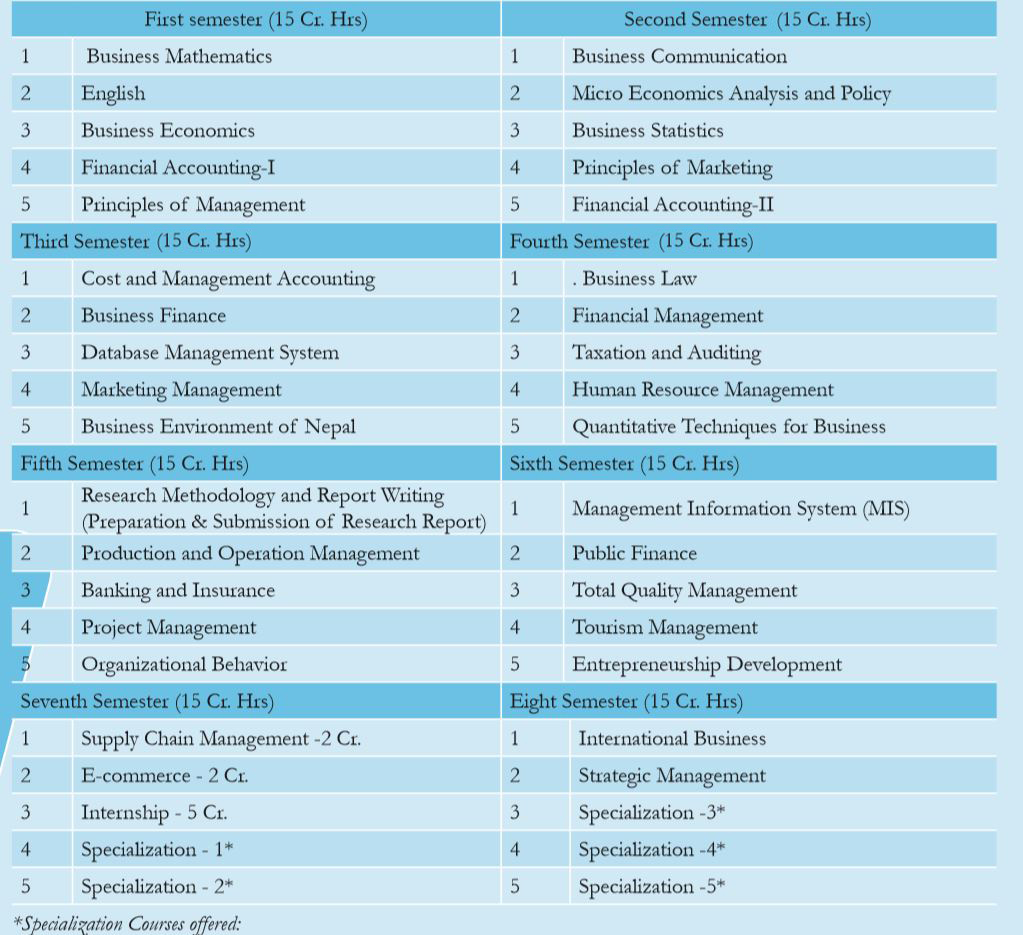 First semester (15 Cr. Hrs) Second Semester (15 Cr. Hrs)
1 Business Mathematics 1 Business Communication
2 English 2 Micro Economics Analysis and Policy
3 Business Economics 3 Business Statistics
4 Financial Accounting-I 4 Principles of Marketing
5 Principles of Management 5 Financial Accounting-II
Third Semester (15 Cr. Hrs) Fourth Semester (15 Cr. Hrs)
1 Cost and Management Accounting 1 . Business Law
2 Business Finance 2 Financial Management
3 Database Management System 3 Taxation and Auditing
4 Marketing Management 4 Human Resource Management
5 Business Environment of Nepal 5 Quantitative Techniques for Business
Fifth Semester (15 Cr. Hrs) Sixth Semester (15 Cr. Hrs)
1 Research Methodology and Report Writing
(Preparation & Submission of Research Report) 1 Management Information System (MIS)
2 Production and Operation Management 2 Public Finance
3 Banking and Insurance 3 Total Quality Management
4 Project Management 4 Tourism Management
5 Organizational Behavior 5 Entrepreneurship Development
Seventh Semester (15 Cr. Hrs) Eight Semester (15 Cr. Hrs)
1 Supply Chain Management -2 Cr. 1 International Business
2 E-commerce - 2 Cr. 2 Strategic Management
3 Internship - 5 Cr. 3 Specialization -3*
4 Specialization - 1* 4 Specialization -4*
5 Specialization - 2* 5 Specialization -5*
*Specialization Courses offered: